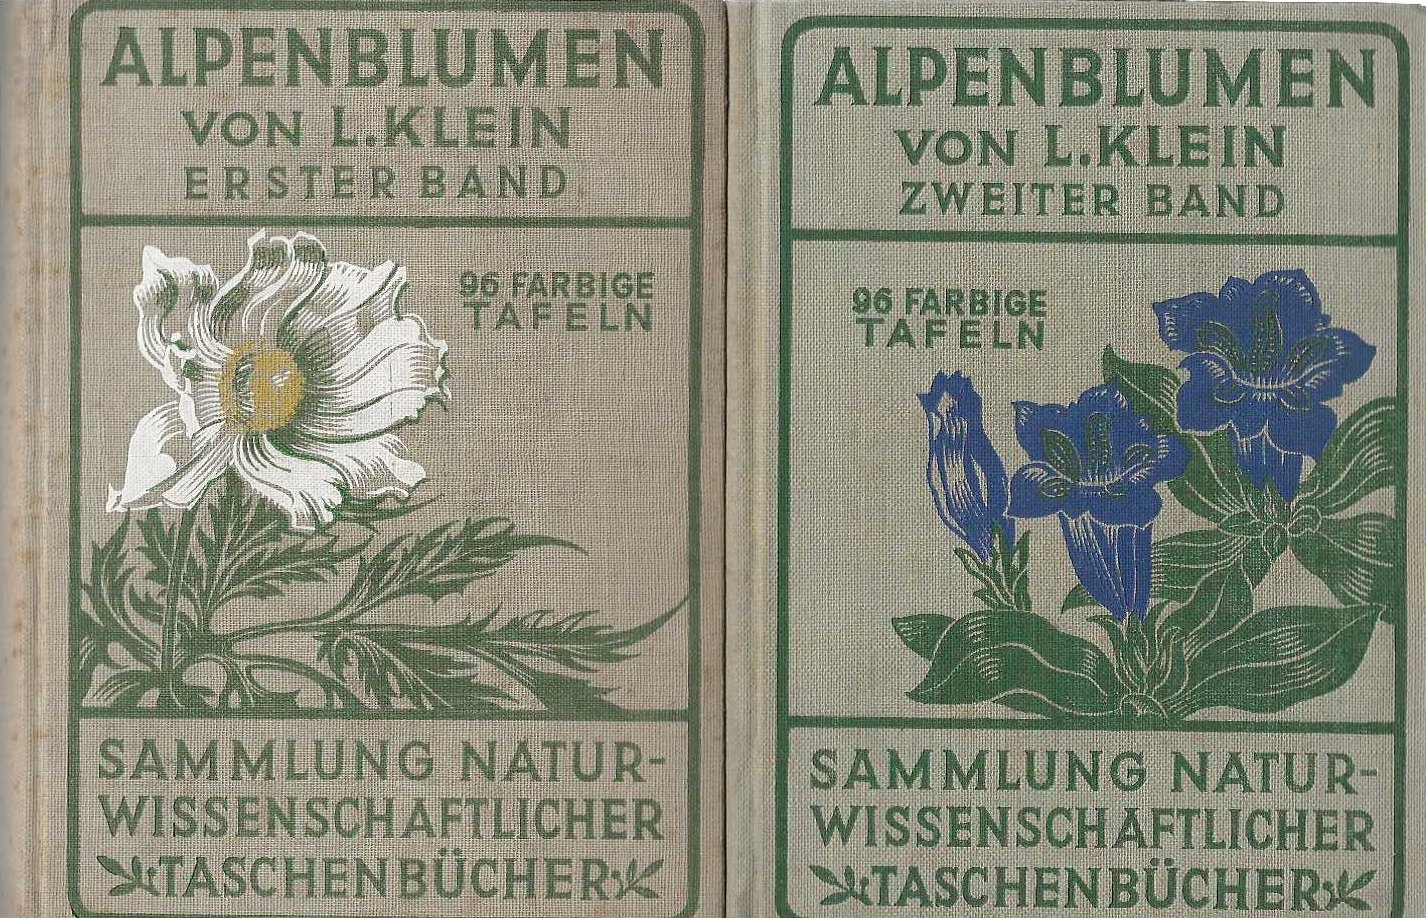 ALPENBLUMEN
VON L.KLEIN
ERSTER BAND
96 FARBIGE
TAFELN
SAMMLUNG NATUR-
WISSENSCHAFTLICHER
TASCHENBÜCHER
ALPENBLUMEN
VON L.KLEIN
ZWEITER BAND
96 FARBIGE
TAFELN
SAMMLUNG NATUR-
WISSENSCHAFTLICHER
TASCHENBÜCHER